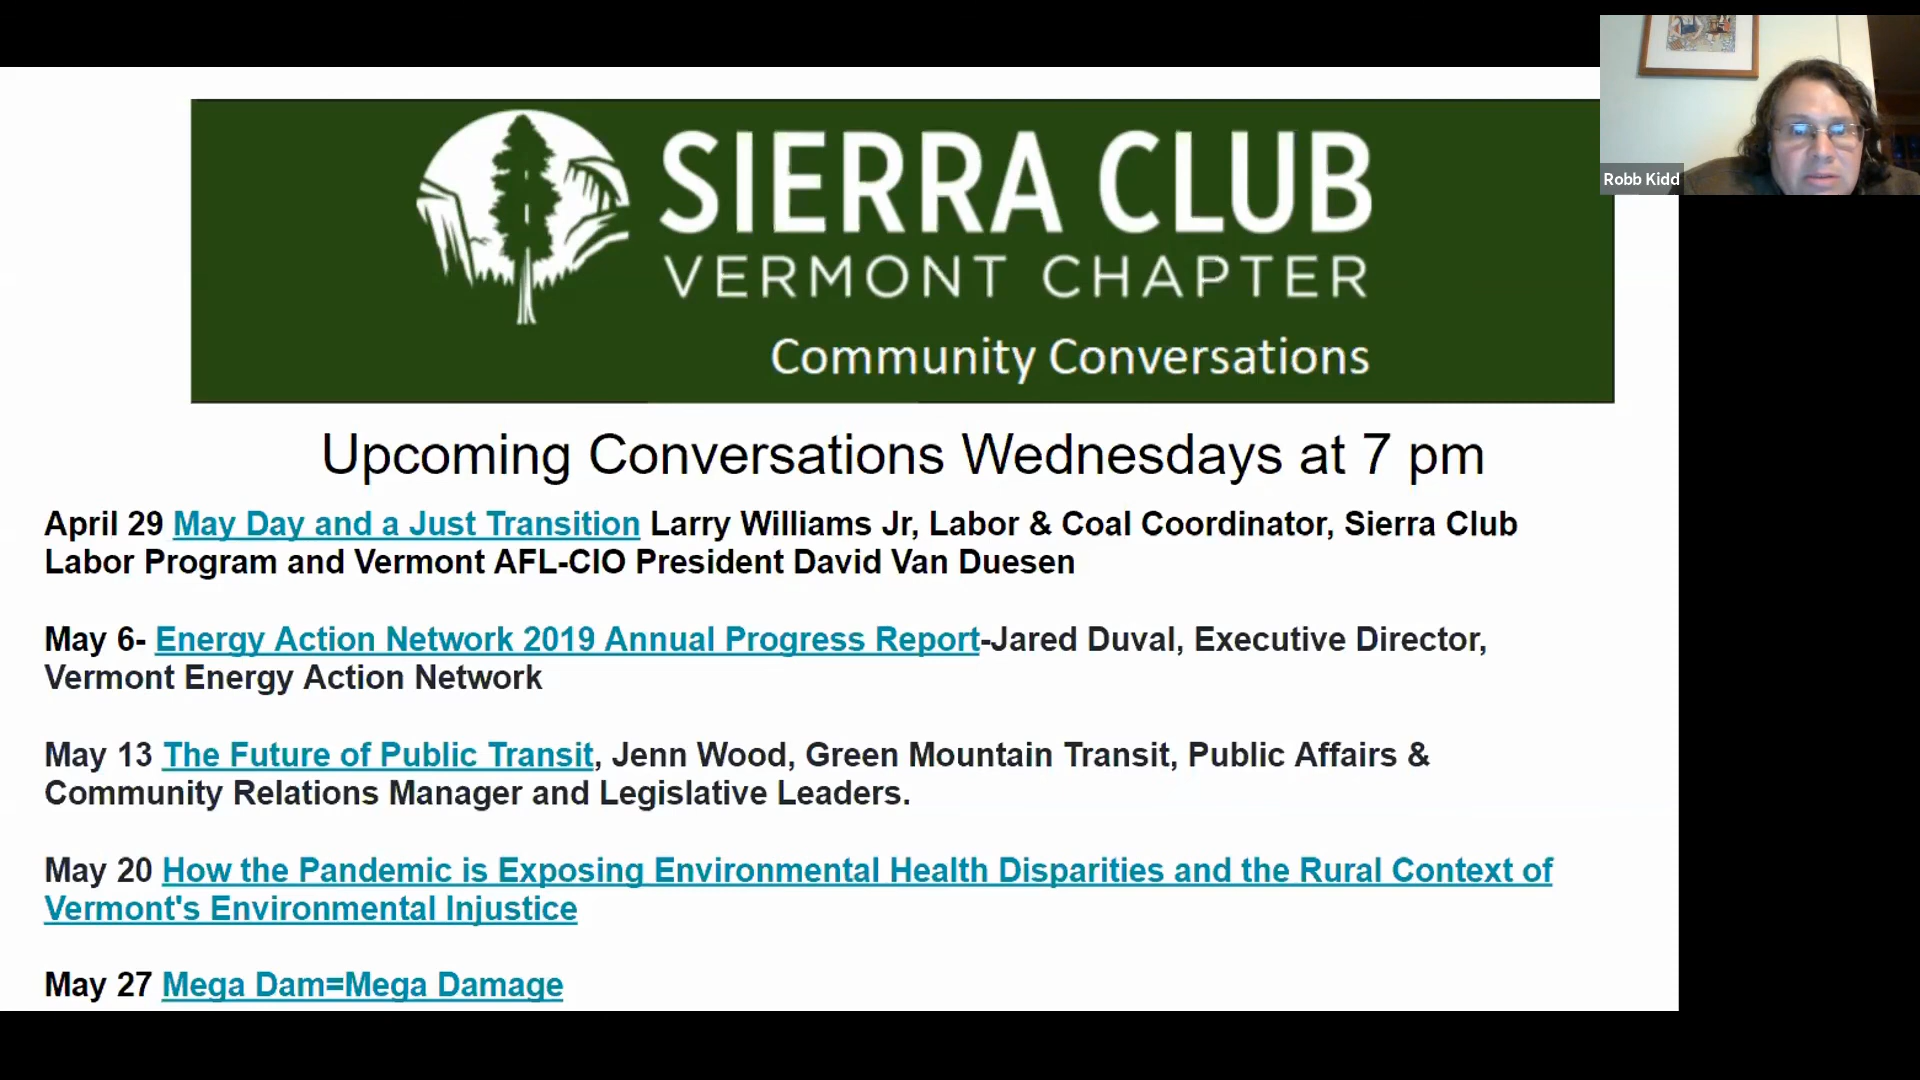 SIERRA CLUB
VERMONT CHAPTER
Community Conversations
Robb Kidd
Upcoming Conversations Wednesdays at 7 pm
April 29 May Day and a Just Transition Larry Williams Jr, Labor & Coal Coordinator, Sierra Club
Labor Program and Vermont AFL-CIO President David Van Duesen
May 6- Energy Action Network 2019 Annual Progress Report-Jared Duval, Executive Director,
Vermont Energy Action Network
May 13 The Future of Public Transit, Jenn Wood, Green Mountain Transit, Public Affairs &
Community Relations Manager and Legislative Leaders.
May 20 How the Pandemic is Exposing Environmental Health Disparities and the Rural Context of
Vermont's Environmental Injustice
May 27 Mega Dam=Mega Damage